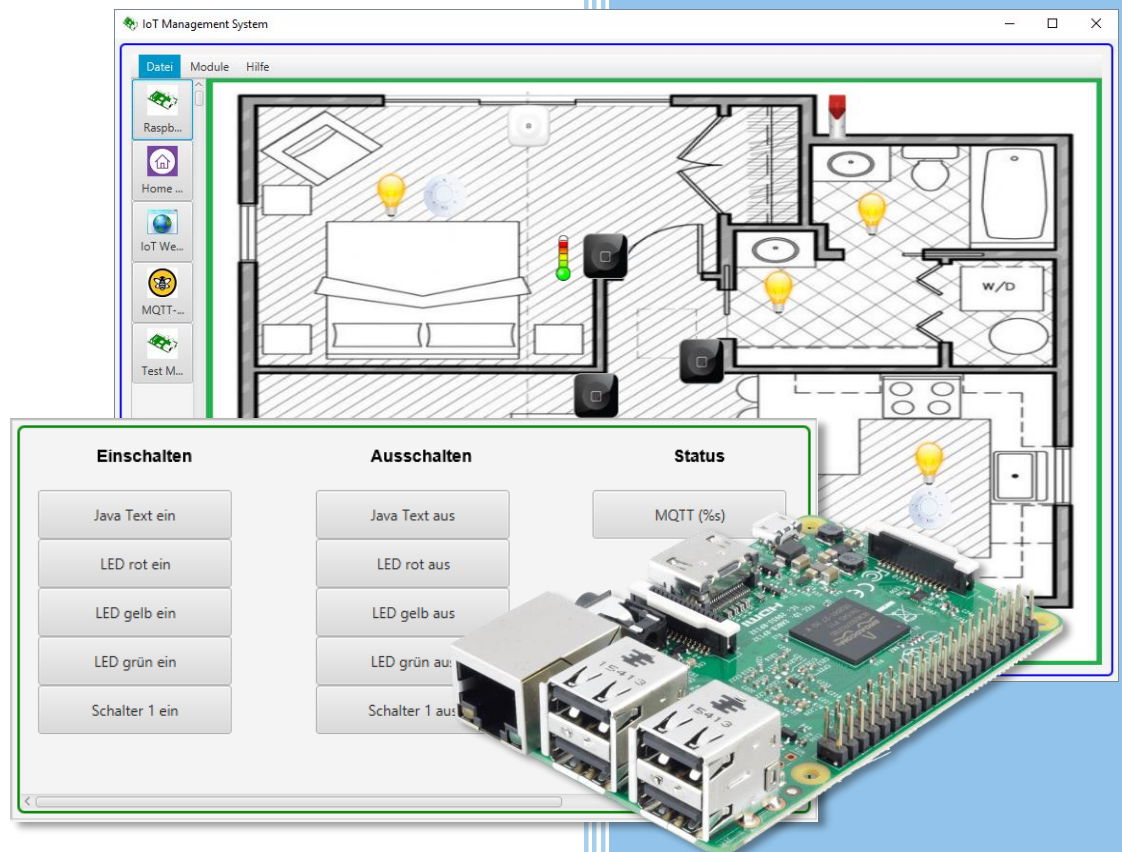 IoT Management System
Datei Module Hilfe
Raspb...
Home ...
IoT We...
MQTT-...
Test M...
W/D
Einschalten Ausschalten Status
Java Text ein Java Text aus MQTT (%s)
LED rot ein LED rot aus
LED gelb ein LED gelb aus
LED grün ein LED grün aus
Schalter 1 ein Schalter 1 aus
HDMI
15413
15413